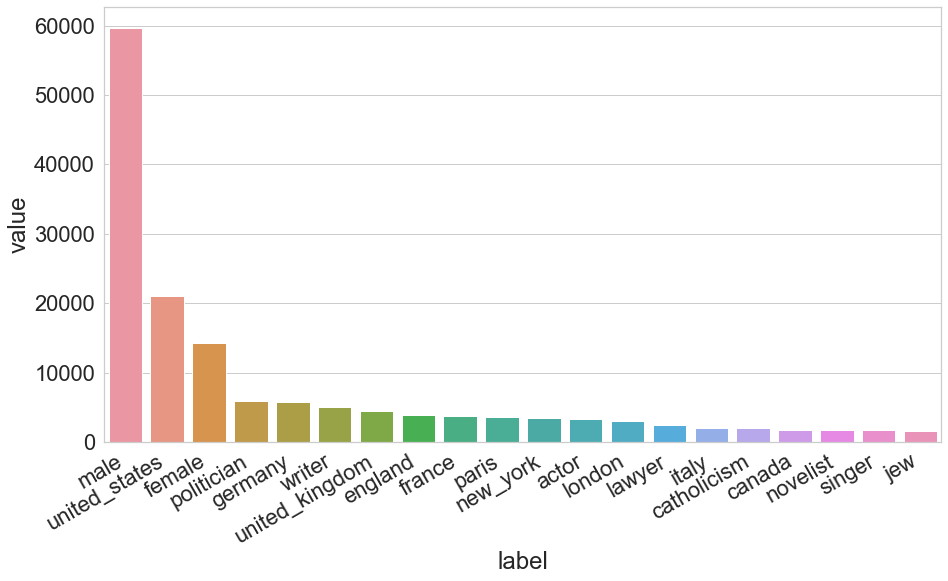 60000
50000
40000
30000
20000
10000
0
value
male
united_states
female
politician
germany
writer
united_kingdom
england
france
paris
new_york
actor
london
lawyer
italy
catholicism
canada
novelist
singer
jew
label